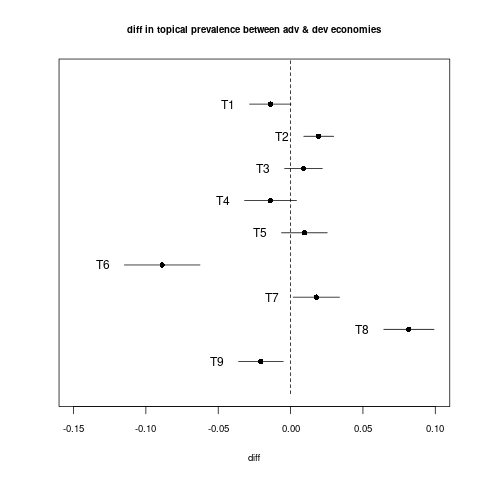 diff in topical prevalence between adv & dev economies
T1
T2
T3
T4
T5
T6
T7
T8
T9
-0.15 -0.10 -0.05 0.00 0.05 0.10
diff